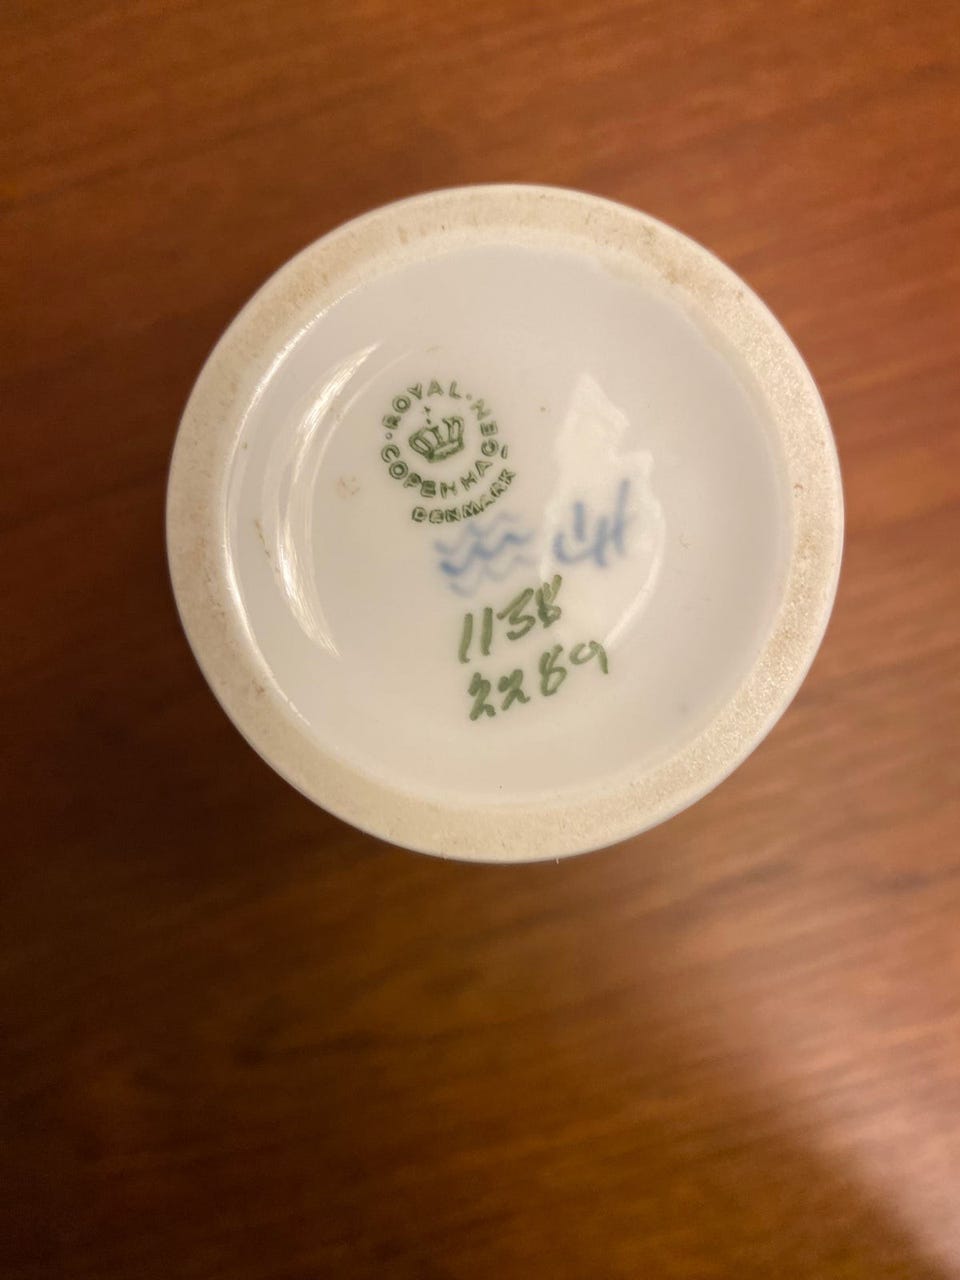 ROYAL COPENHAGEN
DENMARK
1138
2289